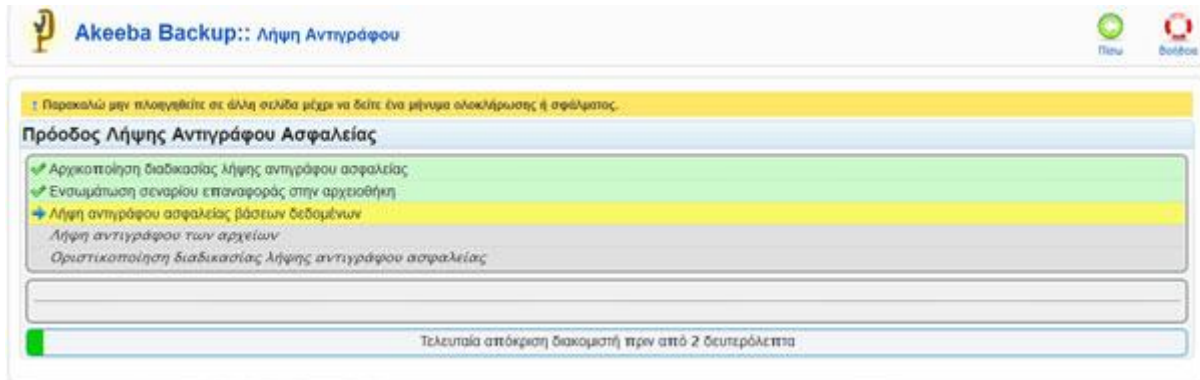 Akeeba Backup:: Λήψη Αντιγράφου
Πίσω
Βοήθεια
! Παρακαλώ μην πλοηγηθείτε σε άλλη σελίδα μέχρι να δείτε ένα μήνυμα ολοκλήρωσης ή σφάλματος.
Πρόοδος Λήψης Αντιγράφου Ασφαλείας
Αρχικοποίηση διαδικασίας λήψης αντιγράφου ασφαλείας
Ενσωμάτωση σεναρίου επαναφοράς στην αρχειοθήκη
Λήψη αντιγράφου ασφαλείας βάσεων δεδομένων
Λήψη αντιγράφου των αρχείων
Οριστικοποίηση διαδικασίας λήψης αντιγράφου ασφαλείας
Τελευταία απόκριση διακομιστή πριν από 2 δευτερόλεπτα